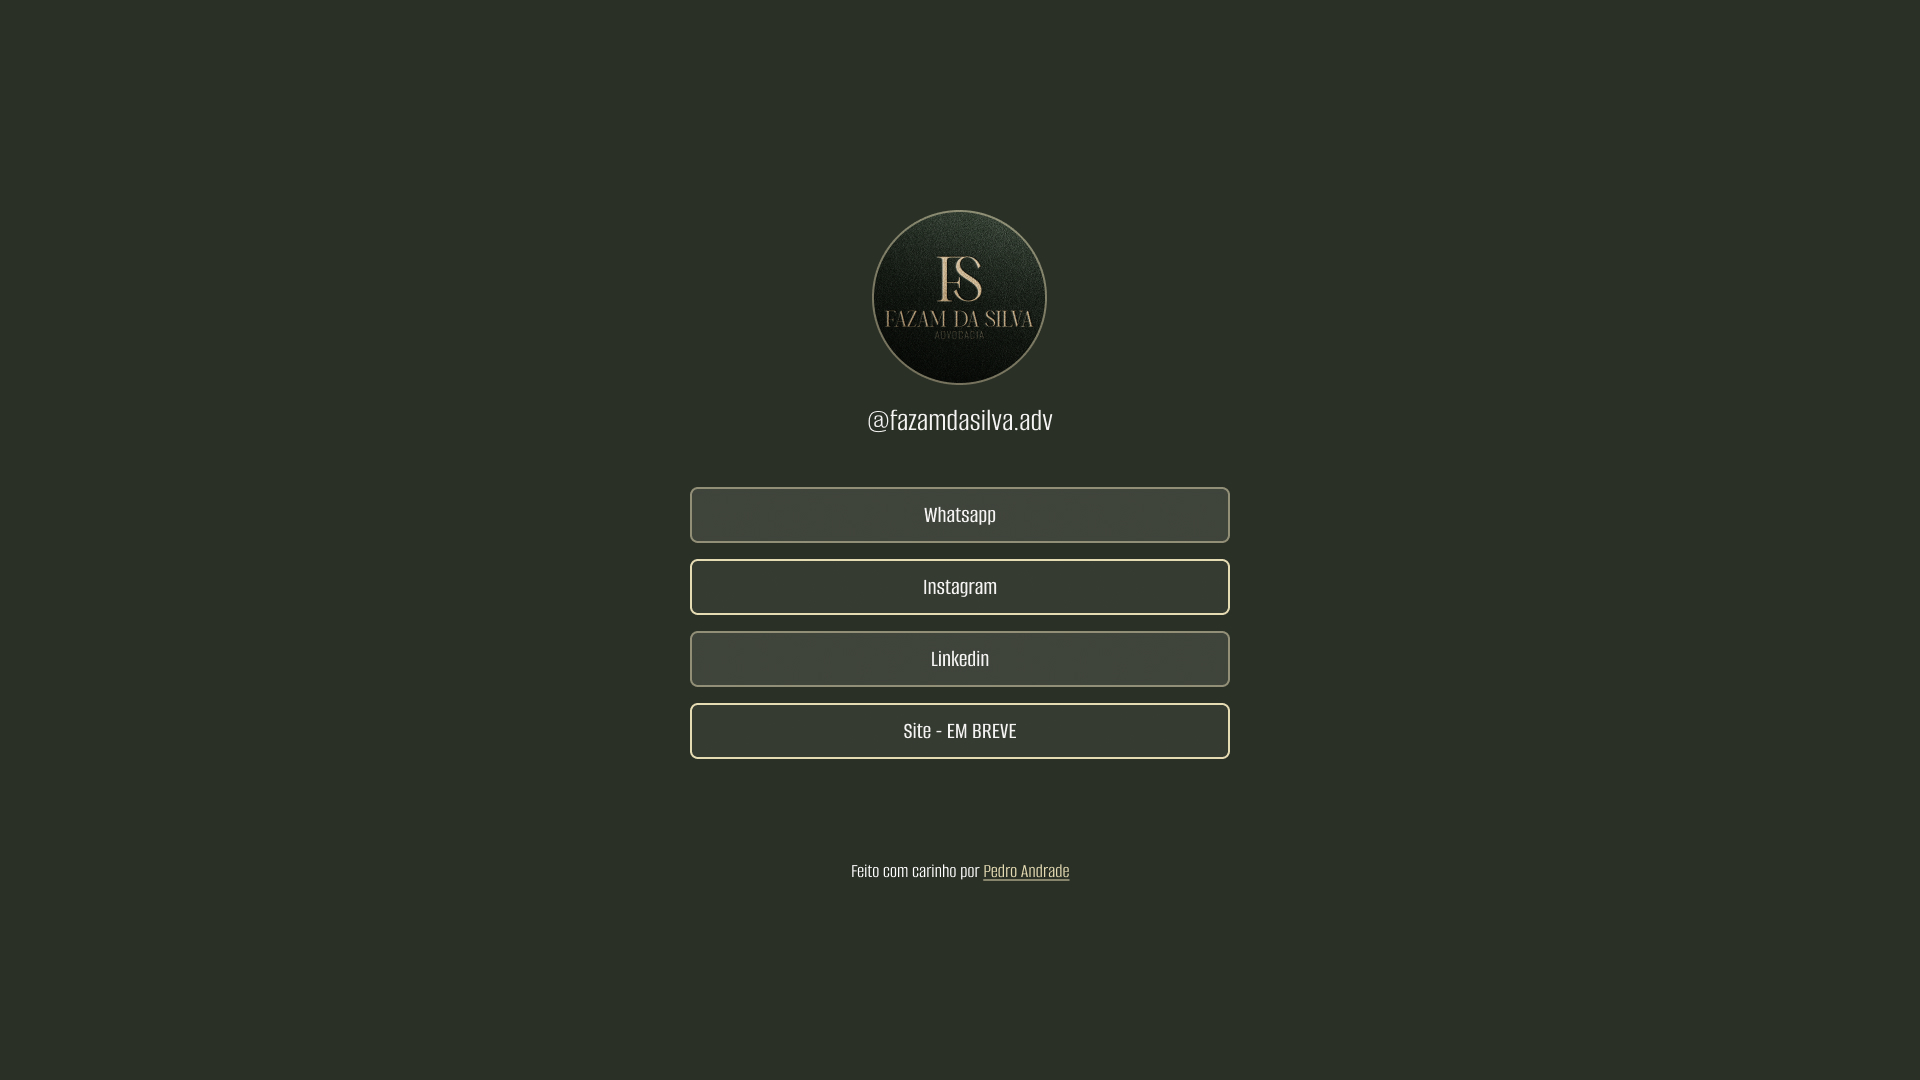 FS
FAZAM DA SILVA
ADVOCACIA
@fazamdasilva.adv
Whatsapp
Instagram
Linkedin
Site - EM BREVE
Feito com carinho por Pedro Andrade